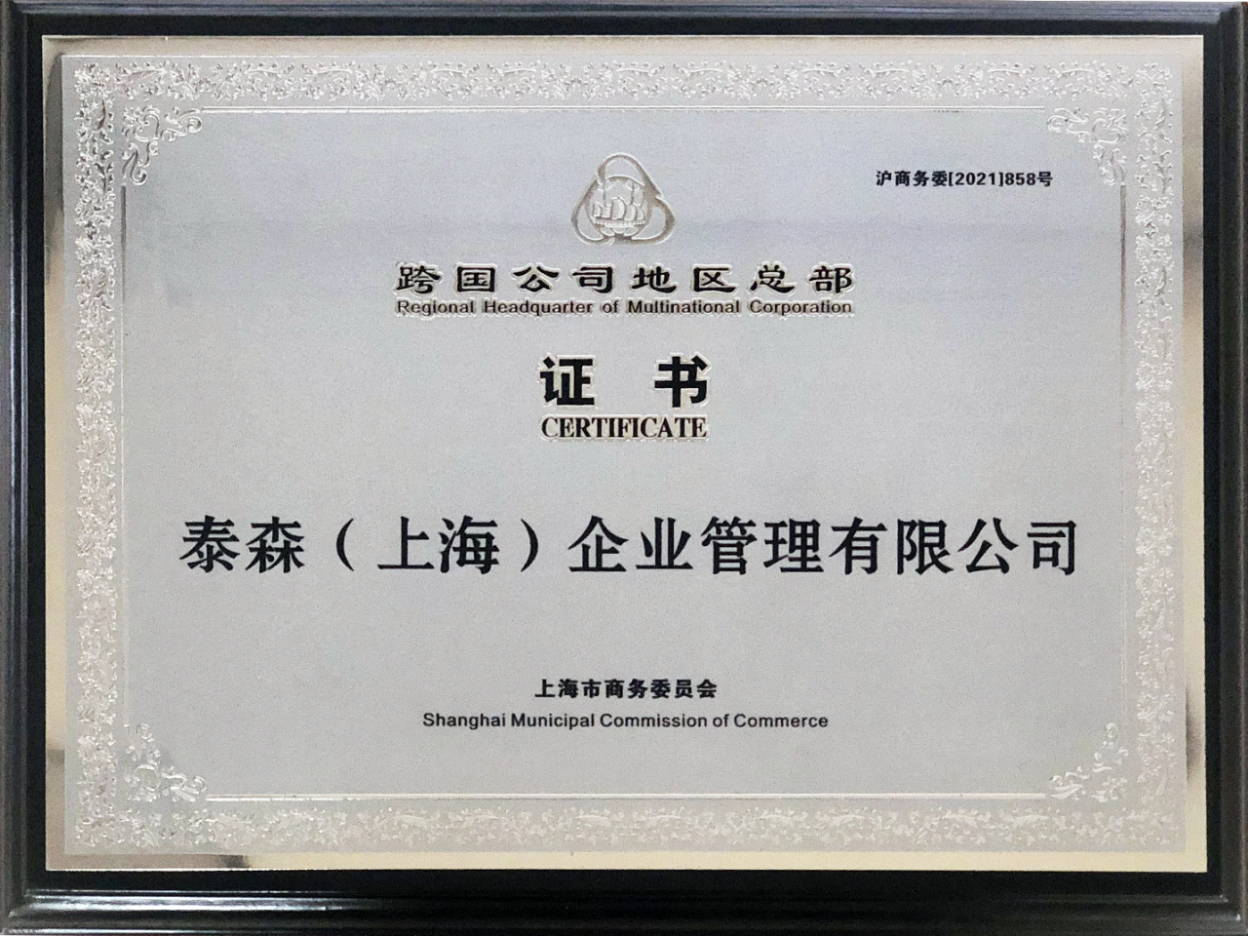 沪商务委[2021]858号
跨国公司地区总部
Regional Headquarter of Multinational Corporation
证 书
CERTIFICATE
泰森（上海）企业管理有限公司
上海市商务委员会
Shanghai Municipal Commission of Commerce